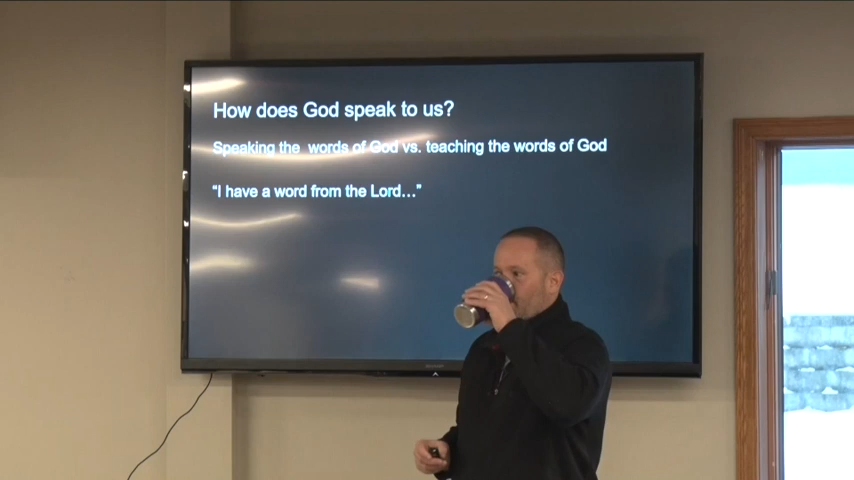 How does God speak to us?
Speaking the words of God vs. teaching the words of God
“I have a word from the Lord…”